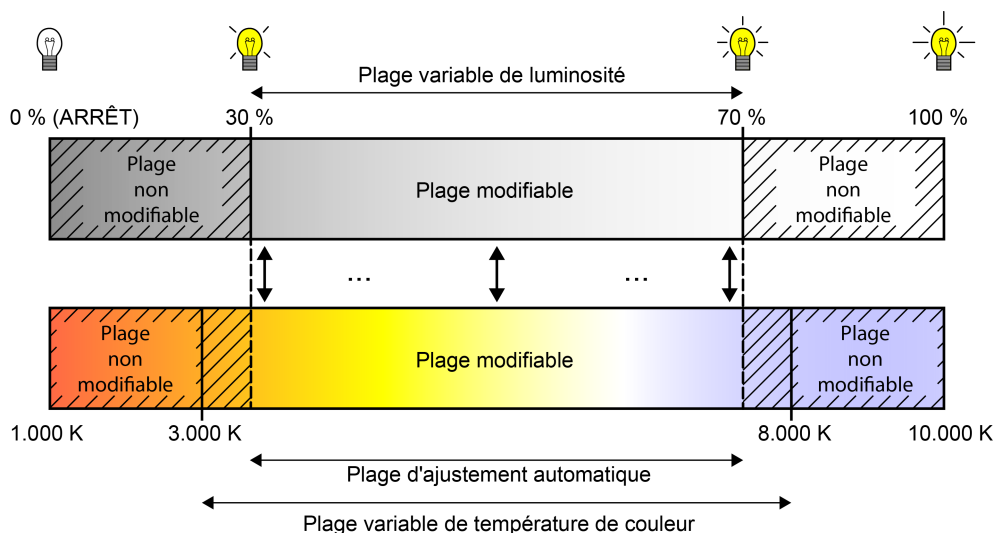 Plage variable de luminosité
0 % (ARRÊT) 30 % 70 % 100 %
Plage
non
modifiable
Plage modifiable
Plage
non
modifiable
... ...
Plage
non
modifiable
Plage modifiable
Plage
non
modifiable
1.000 K 3.000 K 8.000 K 10.000 K
Plage d'ajustement automatique
Plage variable de température de couleur